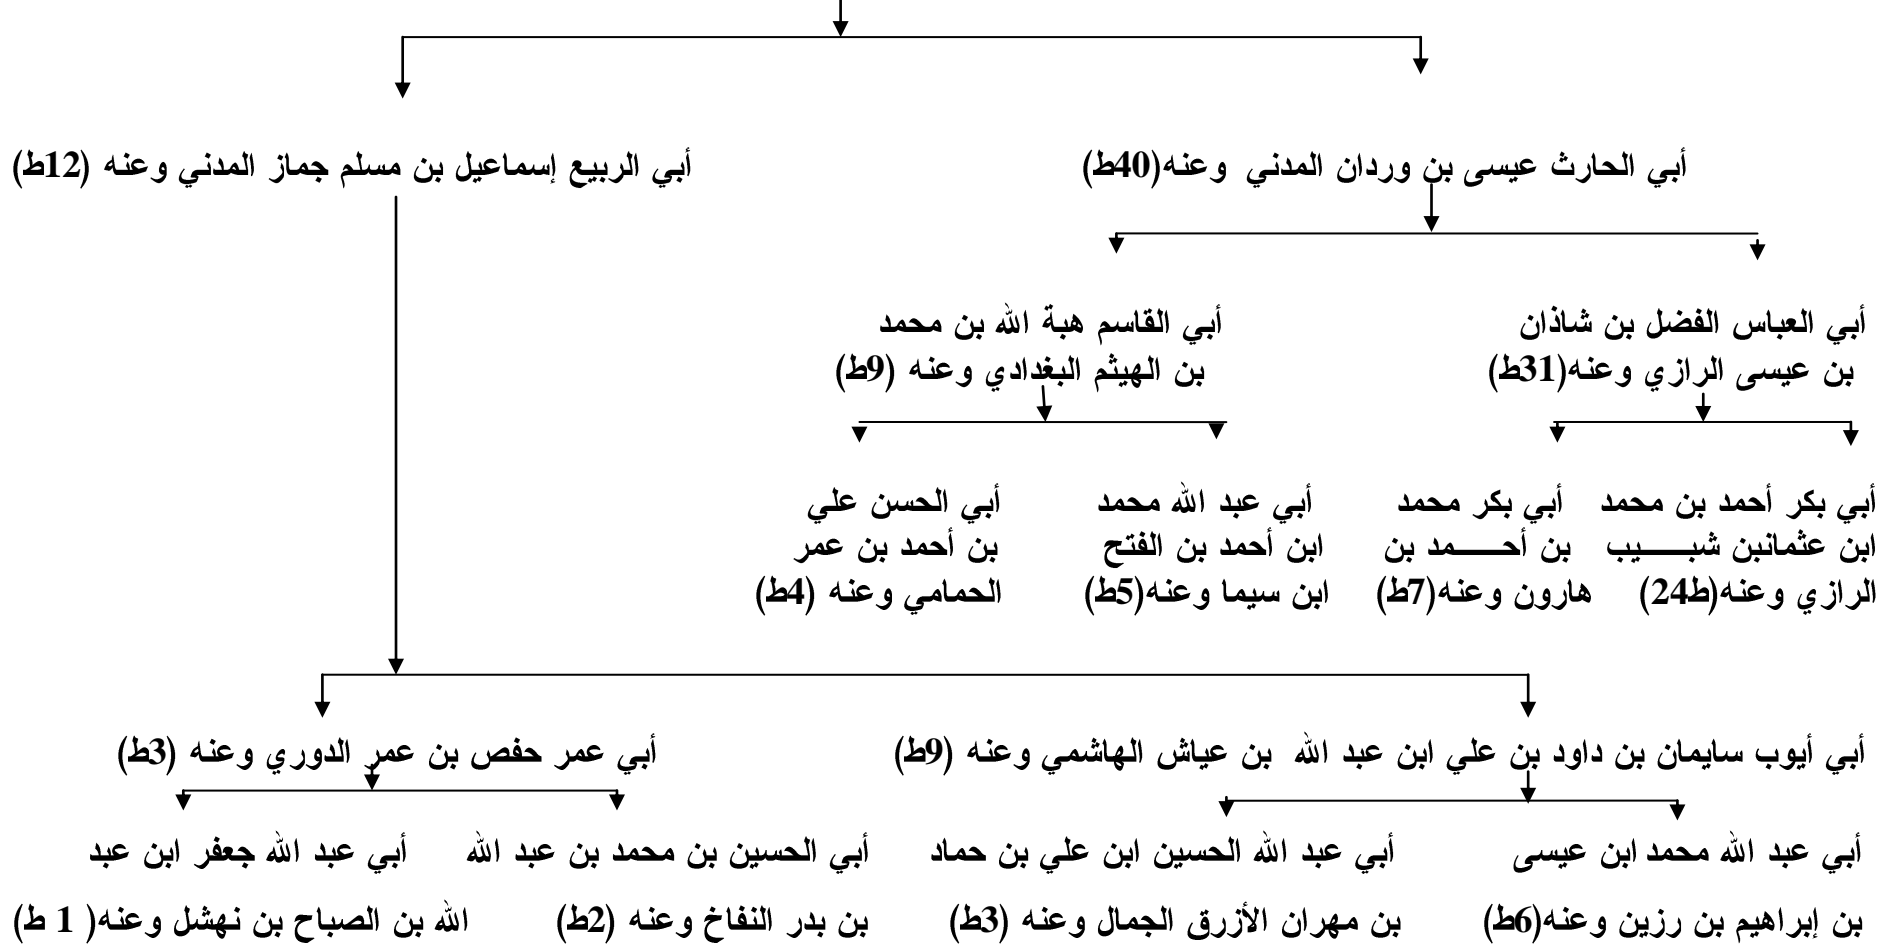 أبي الحارث عيسى بن وردان المدني وعنه(40ط)
أبي الربيع إسماعيل بن مسلم جماز المدني وعنه (12ط)
أبي العباس الفضل بن شاذان
بن عيسى الرازي وعنه(31ط)
أبي القاسم هبة الله بن محمد
بن الهيثم البغدادي وعنه (9ط)
أبي بكر أحمد بن محمد
ابن عثمانبن شبـــيب
الرازي وعنه(ط24)
أبي بكر محمد
بن أحـــمد بن
هارون وعنه(7ط)
أبي عبد الله محمد
ابن أحمد بن الفتح
ابن سيما وعنه(5ط)
أبي الحسن علي
بن أحمد بن عمر
الحمامي وعنه (4ط)
أبي أيوب سايمان بن داود بن علي ابن عبد الله بن عياش الهاشمي وعنه (9ط)
أبي عمر حفص بن عمر الدوري وعنه (3ط)
أبي عبد الله محمد ابن عيسى
بن إبراهيم بن رزين وعنه(6ط)
أبي عبد الله الحسين ابن علي بن حماد
بن مهران الأزرق الجمال وعنه (3ط)
أبي الحسين بن محمد بن عبد الله
بن بدر النفاخ وعنه (2ط)
أبي عبد الله جعفر ابن عبد
الله بن الصباح بن نهشل وعنه( 1 ط)